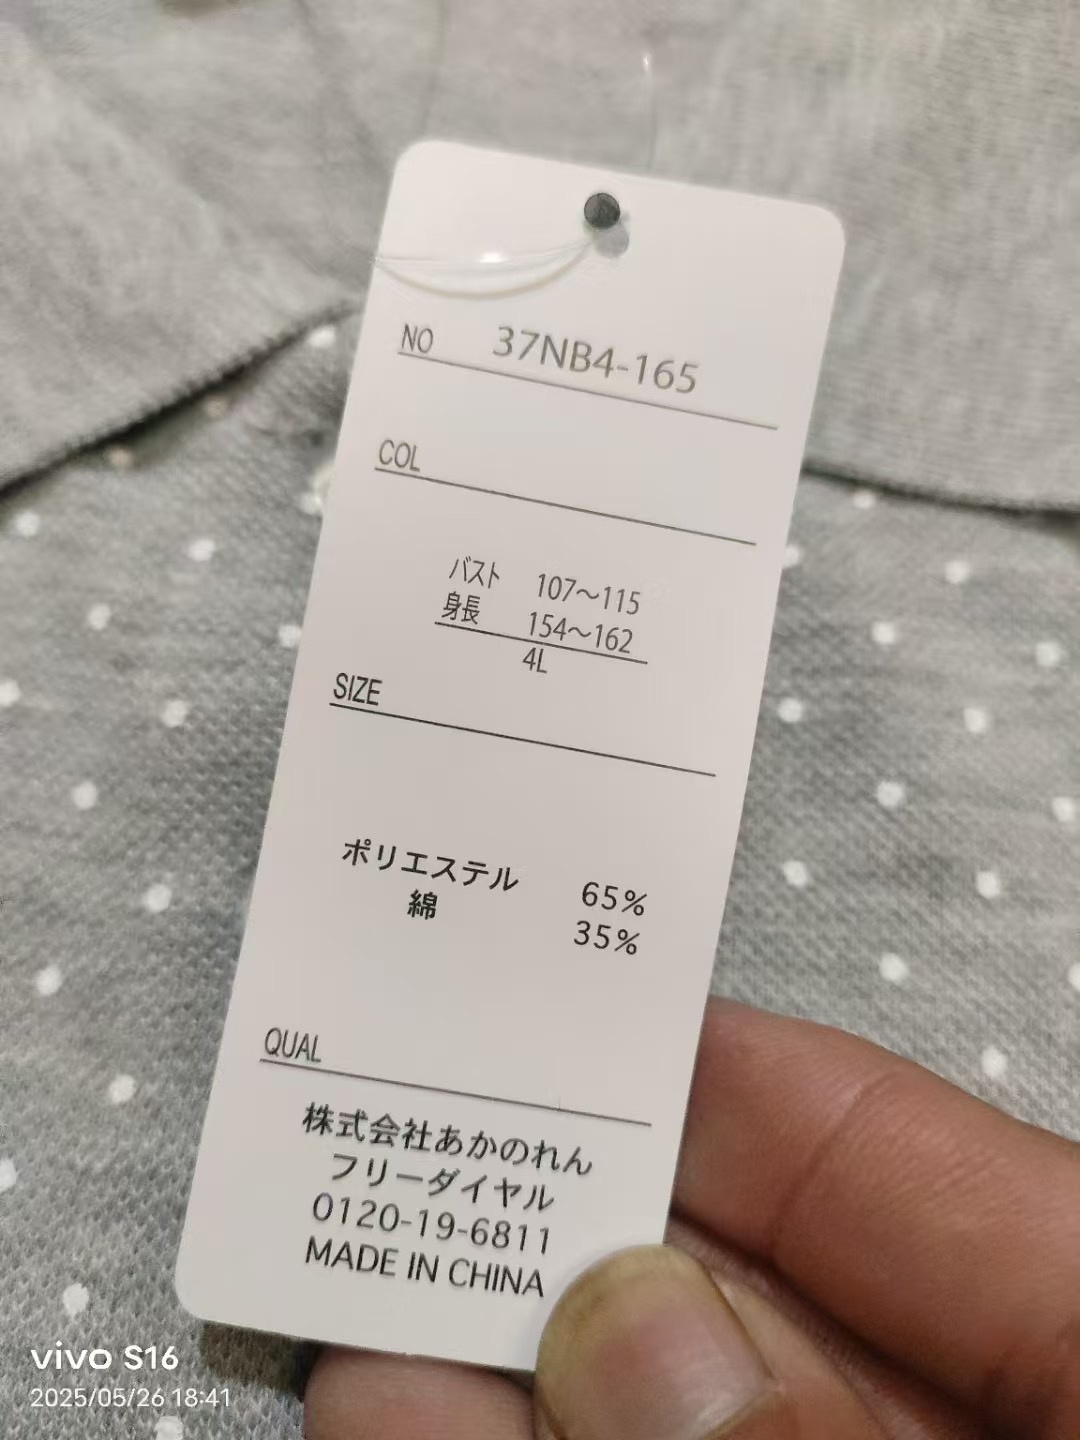 NO 37NB4-165
COL
バスト 107～115
身長 154～162
4L
SIZE
ポリエステル 65%
綿 35%
QUAL
株式会社あかのれん
フリーダイヤル
0120-19-6811
MADE IN CHINA
vivo S16
2025/05/26 18:41